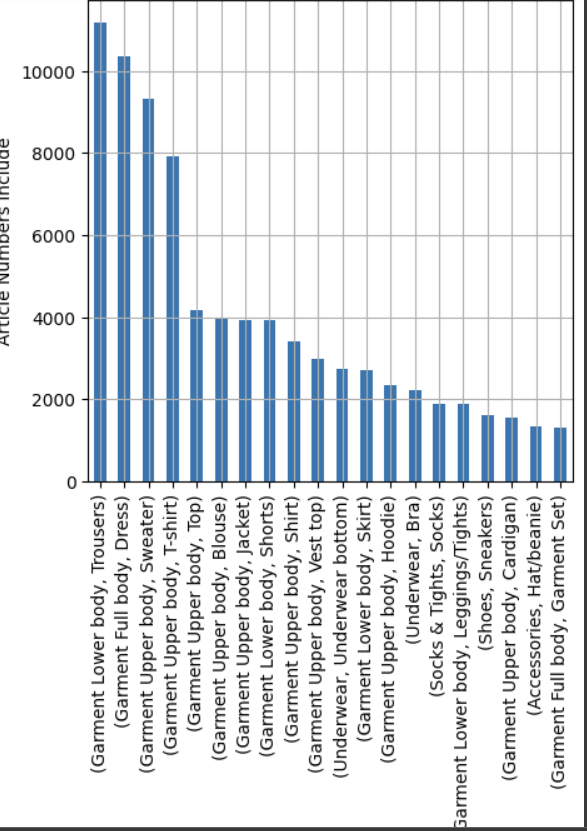 Article Numbers Include
10000
8000
6000
4000
2000
0
(Garment Lower body, Trousers)
(Garment Full body, Dress)
(Garment Upper body, Sweater)
(Garment Upper body, T-shirt)
(Garment Upper body, Top)
(Garment Upper body, Blouse)
(Garment Upper body, Jacket)
(Garment Lower body, Shorts)
(Garment Upper body, Shirt)
(Garment Upper body, Vest top)
(Underwear, Underwear bottom)
(Garment Lower body, Skirt)
(Garment Upper body, Hoodie)
(Underwear, Bra)
(Socks & Tights, Socks)
Garment Lower body, Leggings/Tights)
(Shoes, Sneakers)
(Garment Upper body, Cardigan)
(Accessories, Hat/beanie)
(Garment Full body, Garment Set)